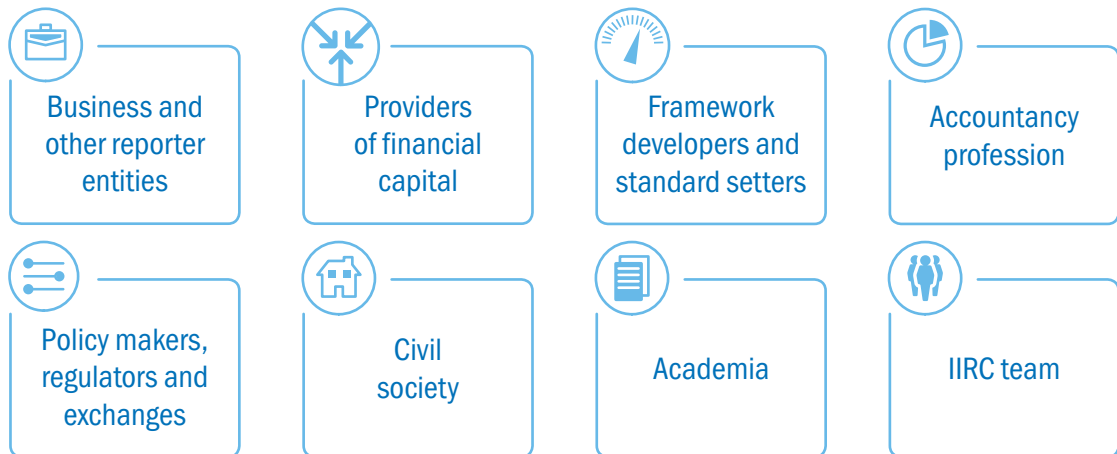 Business and
other reporter
entities
Providers
of financial
capital
Framework
developers and
standard setters
Accountancy
profession
Policy makers,
regulators and
exchanges
Civil
society
Academia
IIRC team